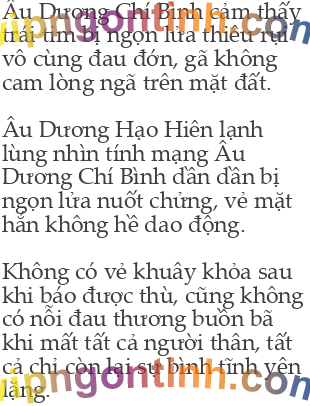 Âu Dương Chí Bình cảm thấy
trái tim bị ngọn lửa thiêu rụi
vô cùng đau đớn, gã không
cam lòng ngã trên mặt đất.
Âu Dương Hạo Hiên lạnh
lùng nhìn tính mạng Âu
Dương Chí Bình dần dần bị
ngọn lửa nuốt chửng, vẻ mặt
hắn không hề dao động.
Không có vẻ khuây khỏa sau
khi báo được thù, cũng không
có nỗi đau thương buồn bã
khi mất tất cả người thân, tất
cả chỉ còn lại sự bình tĩnh yên
lặng.
vipngontinh.com
vipngontinh.com